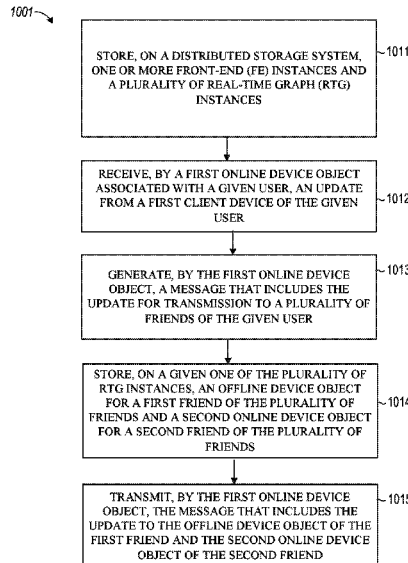 1001
STORE, ON A DISTRIBUTED STORAGE SYSTEM,
ONE OR MORE FRONT-END (FE) INSTANCES AND
A PLURALITY OF REAL-TIME GRAPH (RTG)
INSTANCES
1011
RECEIVE, BY A FIRST ONLINE DEVICE OBJECT
ASSOCIATED WITH A GIVEN USER, AN UPDATE
FROM A FIRST CLIENT DEVICE OF THE GIVEN
USER
1012
GENERATE, BY THE FIRST ONLINE DEVICE
OBJECT, A MESSAGE THAT INCLUDES THE
UPDATE FOR TRANSMISSION TO A PLURALITY OF
FRIENDS OF THE GIVEN USER
1013
STORE, ON A GIVEN ONE OF THE PLURALITY OF
RTG INSTANCES, AN OFFLINE DEVICE OBJECT
FOR A FIRST FRIEND OF THE PLURALITY OF
FRIENDS AND A SECOND ONLINE DEVICE OBJECT
FOR A SECOND FRIEND OF THE PLURALITY OF
FRIENDS
1014
TRANSMIT, BY THE FIRST ONLINE DEVICE
OBJECT, THE MESSAGE THAT INCLUDES THE
UPDATE TO THE OFFLINE DEVICE OBJECT OF THE
FIRST FRIEND AND THE SECOND ONLINE DEVICE
OBJECT OF THE SECOND FRIEND
1015